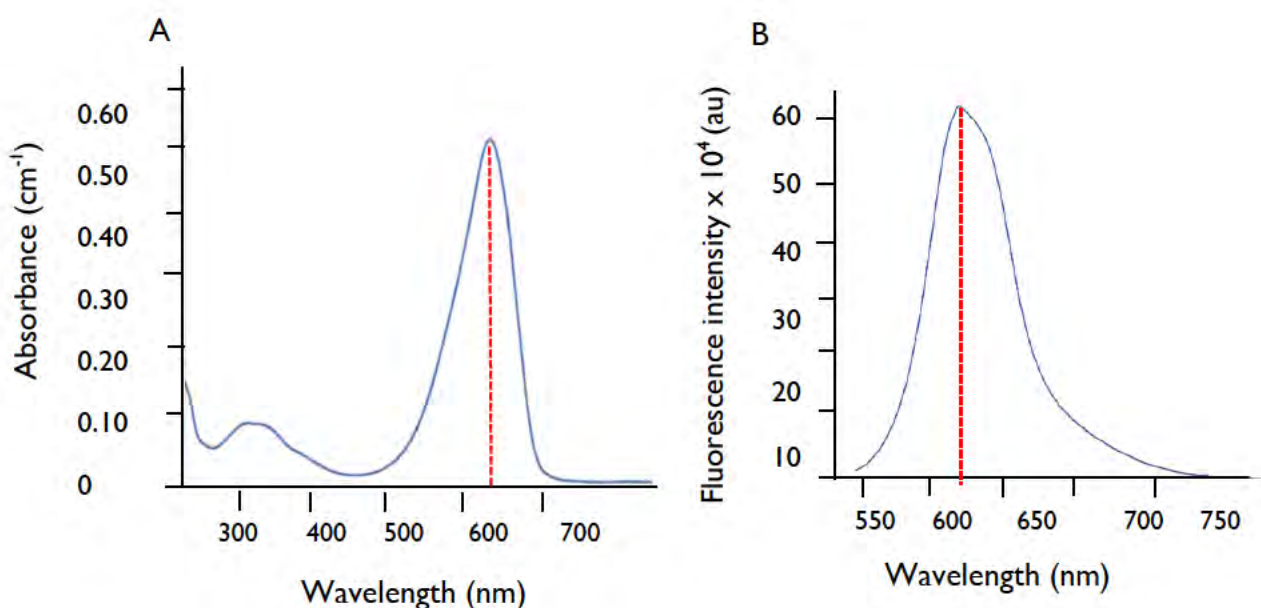 A
Absorbance (cm⁻¹)
0.60
0.50
0.40
0.30
0.20
0.10
0
300 400 500 600 700
Wavelength (nm)
B
Fluorescence intensity x 10⁴ (au)
60
50
40
30
20
10
550 600 650 700 750
Wavelength (nm)